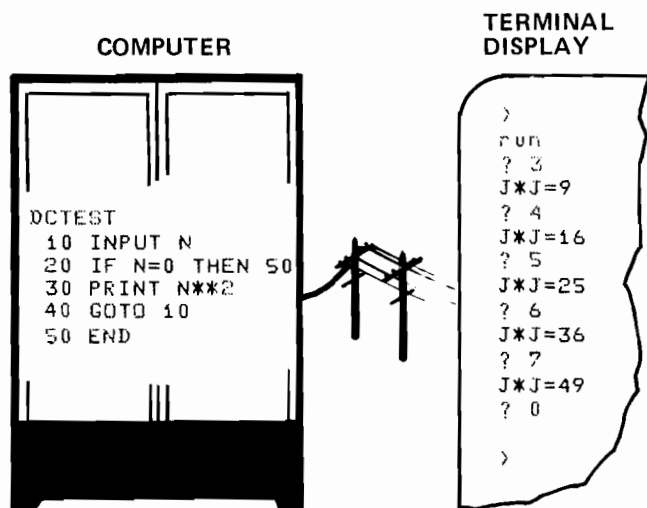 COMPUTER
DCTEST
10 INPUT N
20 IF N=0 THEN 50
30 PRINT N**2
40 GOTO 10
50 END
TERMINAL
DISPLAY
>
run
? 3
J*J=9
? 4
J*J=16
? 5
J*J=25
? 6
J*J=36
? 7
J*J=49
? 0
>